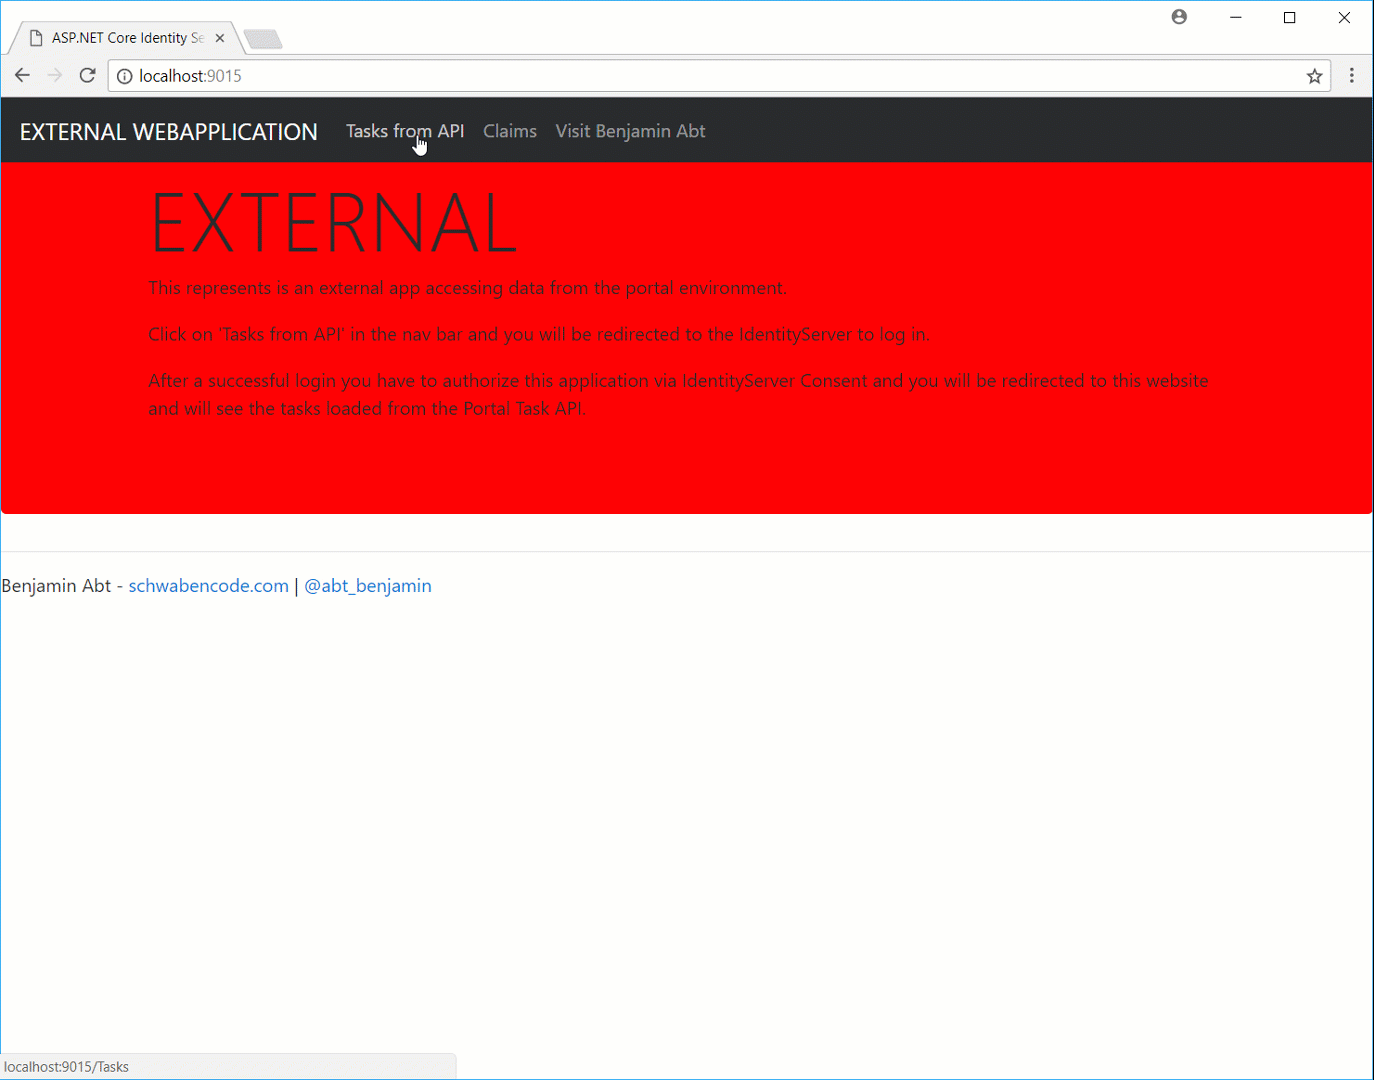 ASP.NET Core Identity Se
localhost:9015
EXTERNAL WEBAPPLICATION Tasks from API Claims Visit Benjamin Abt
EXTERNAL
This represents is an external app accessing data from the portal environment.
Click on 'Tasks from API' in the nav bar and you will be redirected to the IdentityServer to log in.
After a successful login you have to authorize this application via IdentityServer Consent and you will be redirected to this website
and will see the tasks loaded from the Portal Task API.
Benjamin Abt - schwabencode.com | @abt_benjamin
localhost:9015/Tasks